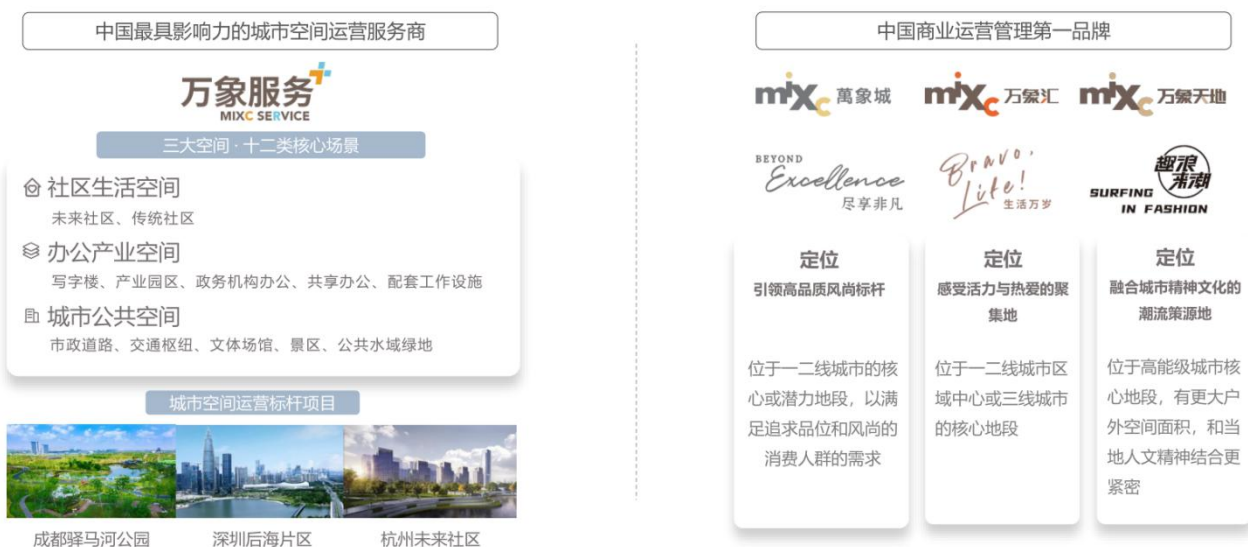 中国最具影响力的城市空间运营服务商
万象服务
MIXC SERVICE
三大空间·十二类核心场景
社区生活空间
未来社区、传统社区
办公产业空间
写字楼、产业园区、政务机构办公、共享办公、配套工作设施
城市公共空间
市政道路、交通枢纽、文体场馆、景区、公共水域绿地
城市空间运营标杆项目
成都驿马河公园
深圳后海片区
杭州未来社区
中国商业运营管理第一品牌
mixc 萬象城
mixc 万象汇
mixc 万象天地
BEYOND
Excellence
尽享非凡
Bravo,
Life!
生活万岁
趣浪
来潮
SURFING
IN FASHION
定位
引领高品质风尚标杆
位于一二线城市的核
心或潜力地段，以满
足追求品位和风尚的
消费人群的需求
定位
感受活力与热爱的聚
集地
位于一二线城市区
域中心或三线城市
的核心地段
定位
融合城市精神文化的
潮流策源地
位于高能级城市核
心地段，有更大户
外空间面积，和当
地人文精神结合更
紧密